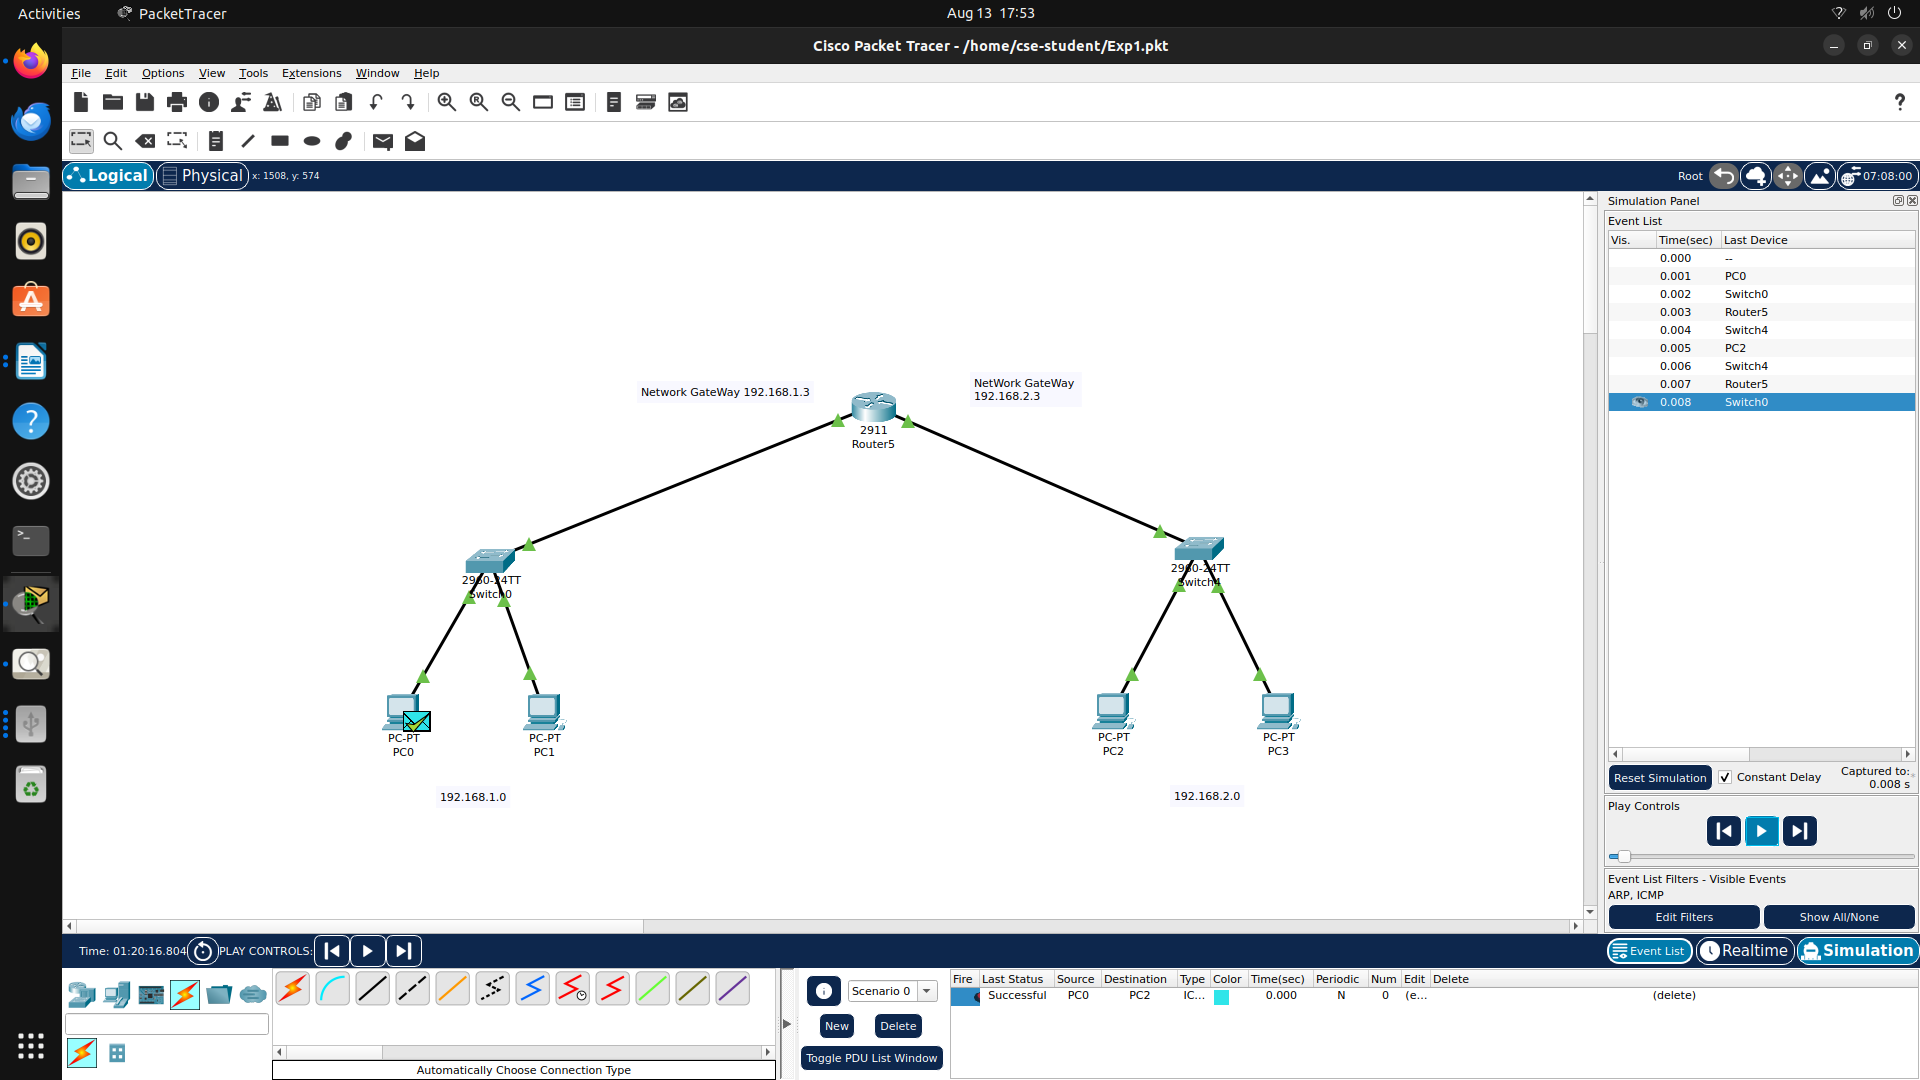 Activities PacketTracer Aug 13 17:53
Cisco Packet Tracer - /home/cse-student/Exp1.pkt
File Edit Options View Tools Extensions Window Help
?
Logical Physical x: 1508, y: 574 Root 07:08:00
Simulation Panel
Event List
Vis. Time(sec) Last Device
0.000 --
0.001 PC0
0.002 Switch0
0.003 Router5
0.004 Switch4
0.005 PC2
0.006 Switch4
0.007 Router5
0.008 Switch0
Network GateWay 192.168.1.3
NetWork GateWay
192.168.2.3
2911
Router5
2960-24TT
Switch0
2960-24TT
Switch4
PC-PT
PC0
PC-PT
PC1
PC-PT
PC2
PC-PT
PC3
192.168.1.0
192.168.2.0
Reset Simulation Constant Delay Captured to:
0.008 s
Play Controls
Event List Filters - Visible Events
ARP, ICMP
Edit Filters Show All/None
Time: 01:20:16.804 PLAY CONTROLS: Event List Realtime Simulation
Scenario 0
New Delete
Toggle PDU List Window
Fire Last Status Source Destination Type Color Time(sec) Periodic Num Edit Delete
Successful PC0 PC2 IC... 0.000 N 0 (e... (delete)
Automatically Choose Connection Type